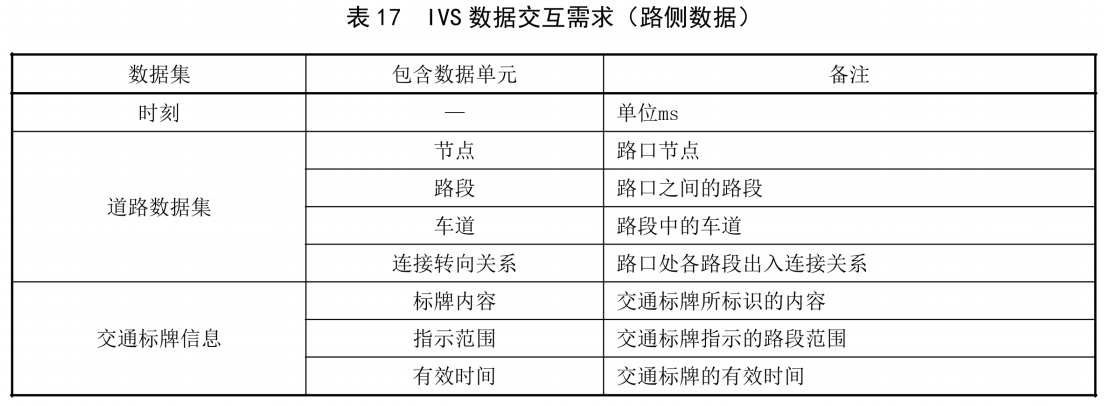 表 17 IVS 数据交互需求（路侧数据）
数据集 包含数据单元 备注
时刻 — 单位ms
道路数据集
节点 路口节点
路段 路口之间的路段
车道 路段中的车道
连接转向关系 路口处各路段出入连接关系
交通标牌信息
标牌内容 交通标牌所标识的内容
指示范围 交通标牌指示的路段范围
有效时间 交通标牌的有效时间